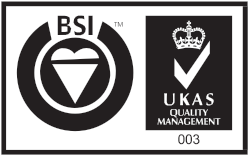 BSI
TM
UKAS
QUALITY
MANAGEMENT
003